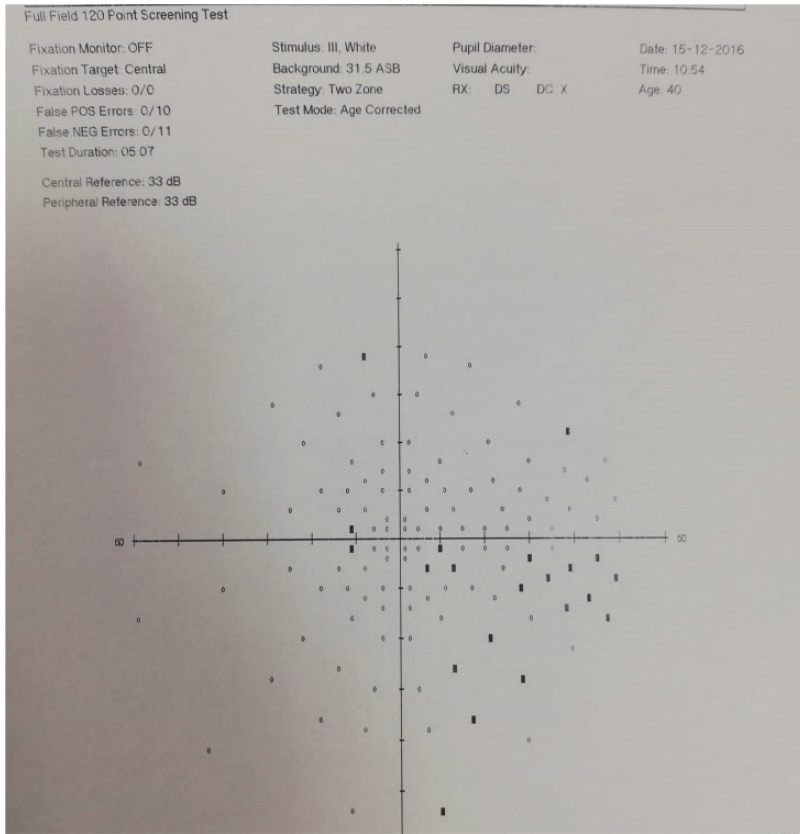 Full Field 120 Point Screening Test
Fixation Monitor: OFF
Fixation Target: Central
Fixation Losses: 0/0
False POS Errors: 0/10
False NEG Errors: 0/11
Test Duration: 05:07
Central Reference: 33 dB
Peripheral Reference: 33 dB
Stimulus: III, White
Background: 31.5 ASB
Strategy: Two Zone
Test Mode: Age Corrected
Pupil Diameter:
Visual Acuity:
RX: DS DC X
Date: 15-12-2016
Time: 10:54
Age: 40
60 60